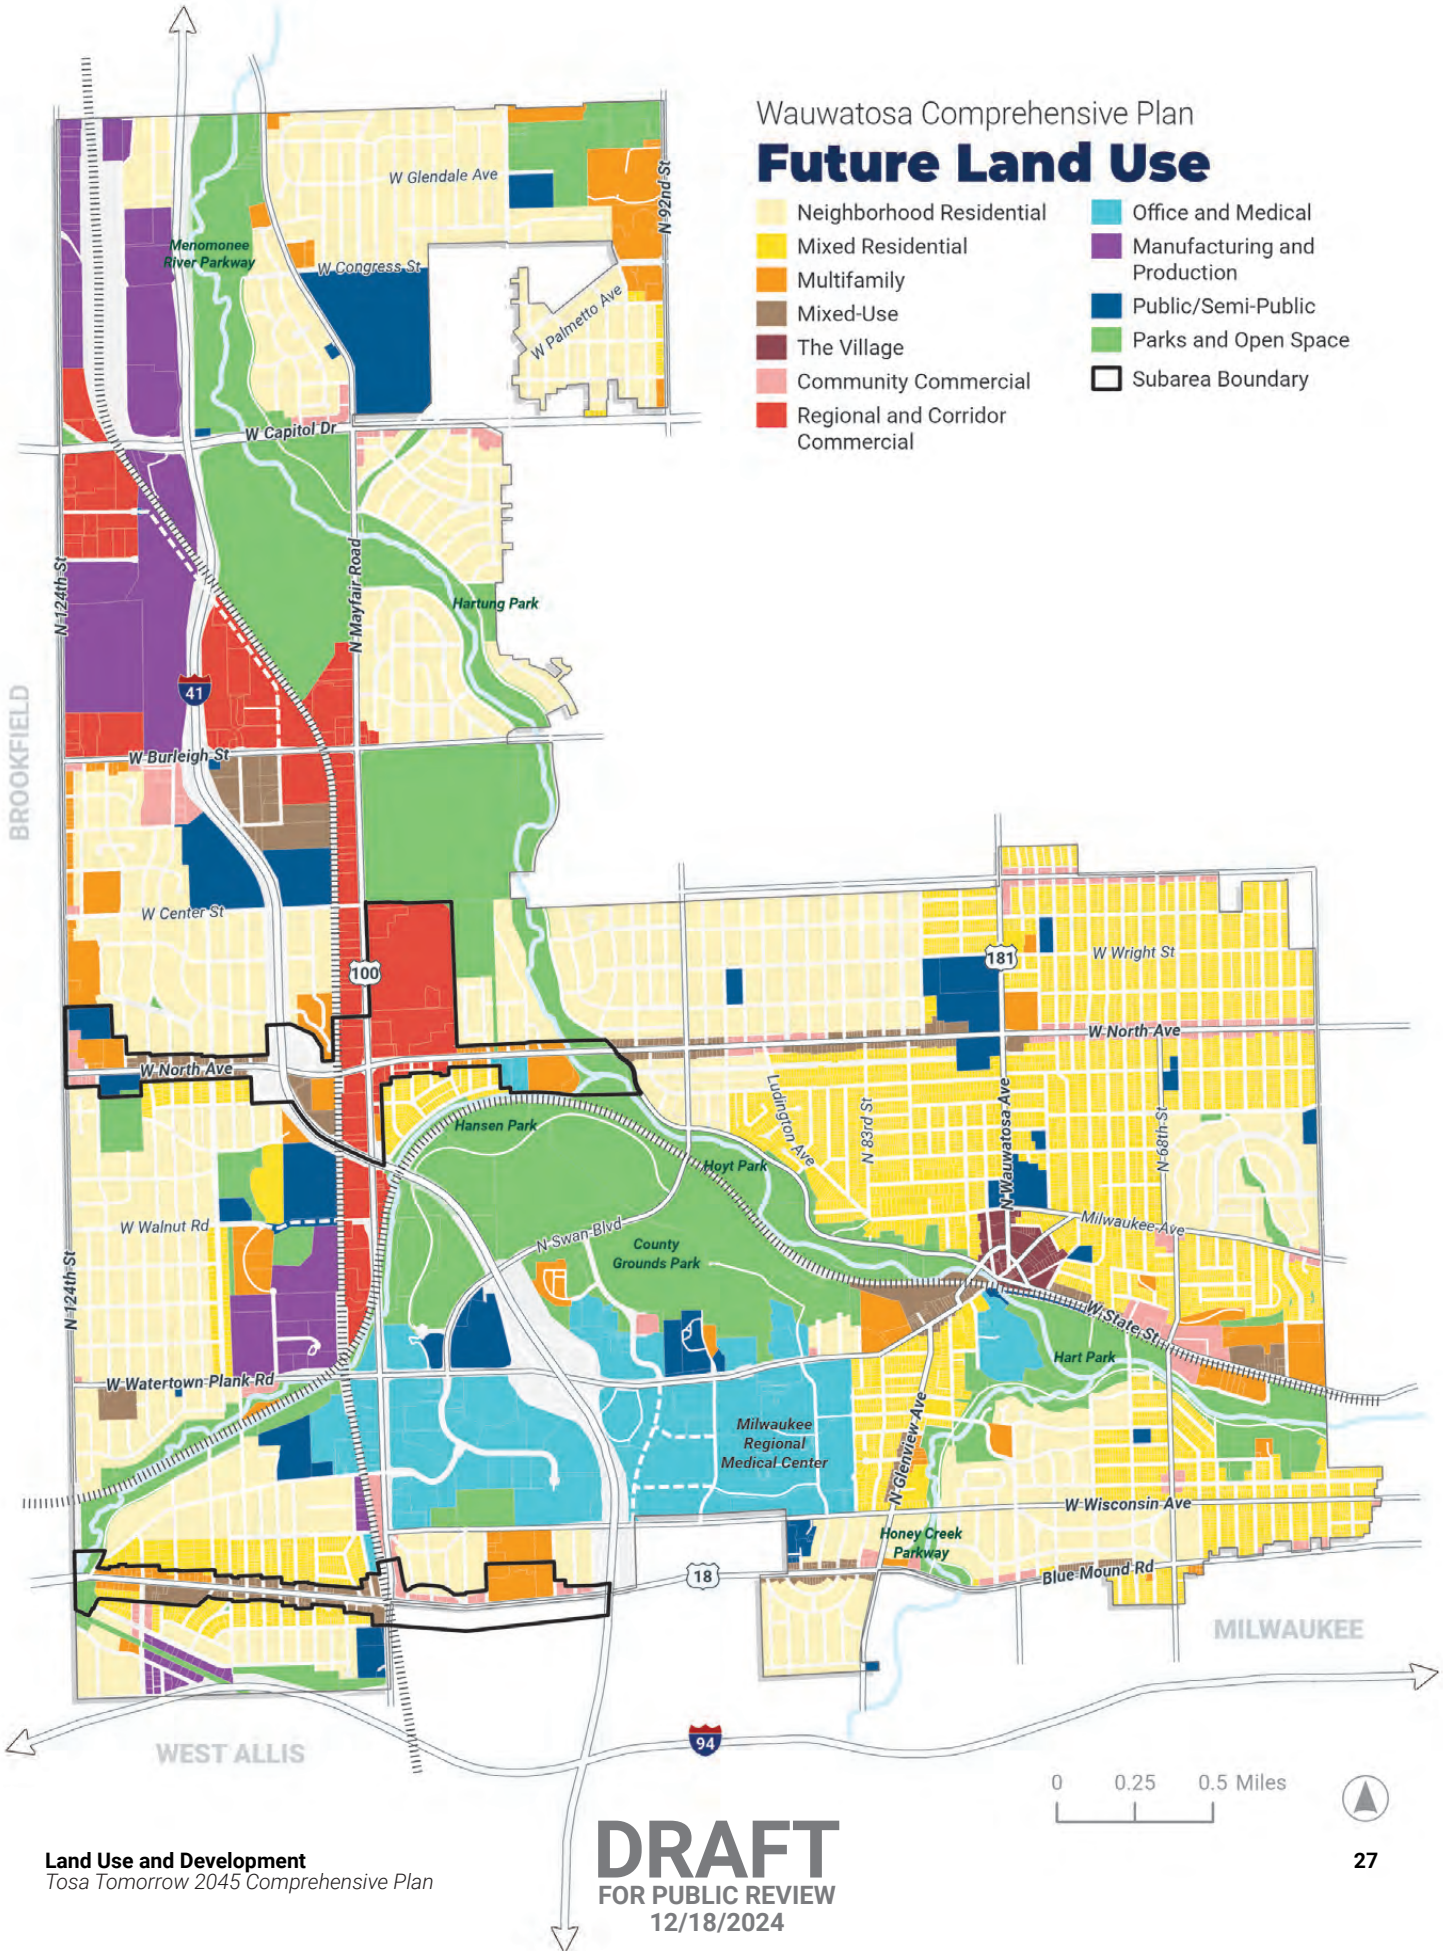 Wauwatosa Comprehensive Plan
Future Land Use
Neighborhood Residential
Mixed Residential
Multifamily
Mixed-Use
The Village
Community Commercial
Regional and Corridor
Commercial
Office and Medical
Manufacturing and
Production
Public/Semi-Public
Parks and Open Space
Subarea Boundary
W Glendale Ave
N 92nd St
Menomonee
River Parkway
W Congress St
W Palmetto Ave
W Capitol Dr
N 124th St
N Mayfair Road
Hartung Park
41
BROOKFIELD
W Burleigh St
W Center St
100
181
W Wright St
W North Ave
W North Ave
Ludington Ave
N 83rd St
N Wauwatosa Ave
N 68th St
Hansen Park
Hoyt Park
W Walnut Rd
N Swan Blvd
County
Grounds Park
Milwaukee Ave
N 124th St
W State St
Hart Park
W Watertown Plank Rd
Milwaukee
Regional
Medical Center
N Glenview Ave
W Wisconsin Ave
Honey Creek
Parkway
18
Blue Mound Rd
MILWAUKEE
WEST ALLIS
94
0 0.25 0.5 Miles
DRAFT
FOR PUBLIC REVIEW
12/18/2024
Land Use and Development
Tosa Tomorrow 2045 Comprehensive Plan
27